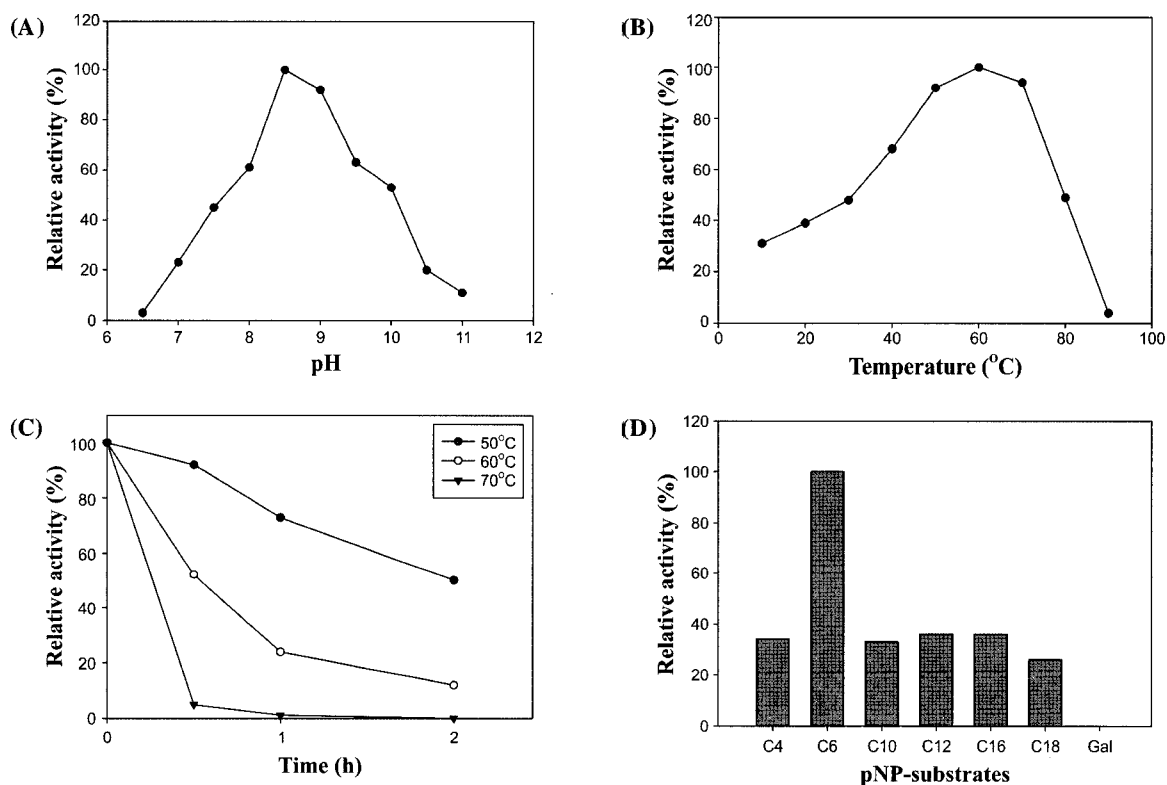 (A)
Relative activity (%)
120
100
80
60
40
20
0
6 7 8 9 10 11 12
pH
(B)
Relative activity (%)
120
100
80
60
40
20
0
0 20 40 60 80 100
Temperature (°C)
(C)
Relative activity (%)
100
80
60
40
20
0
50°C
60°C
70°C
0 1 2
Time (h)
(D)
Relative activity (%)
120
100
80
60
40
20
0
C4 C6 C10 C12 C16 C18 Gal
pNP-substrates